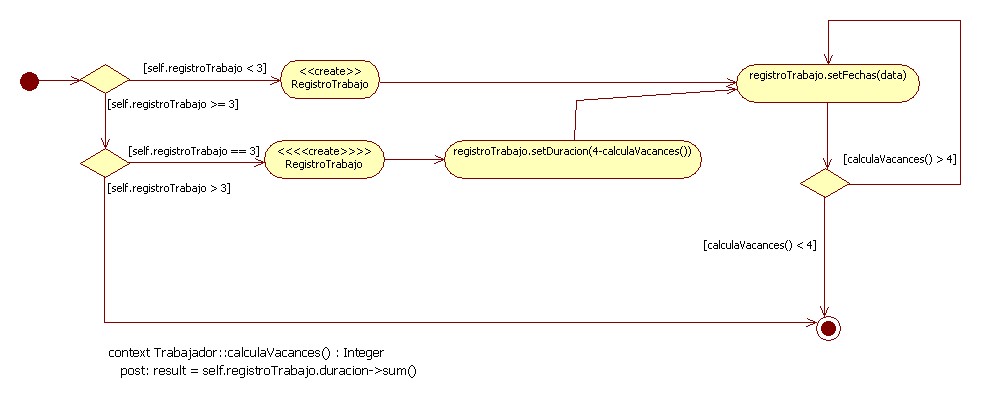 [self.registroTrabajo < 3]
<<create>>
RegistroTrabajo
registroTrabajo.setFechas(data)
[self.registroTrabajo >= 3]
[self.registroTrabajo == 3]
<<<<create>>>>
RegistroTrabajo
registroTrabajo.setDuracion(4-calculaVacances())
[calculaVacances() > 4]
[self.registroTrabajo > 3]
[calculaVacances() < 4]
context Trabajador::calculaVacances() : Integer
post: result = self.registroTrabajo.duracion->sum()